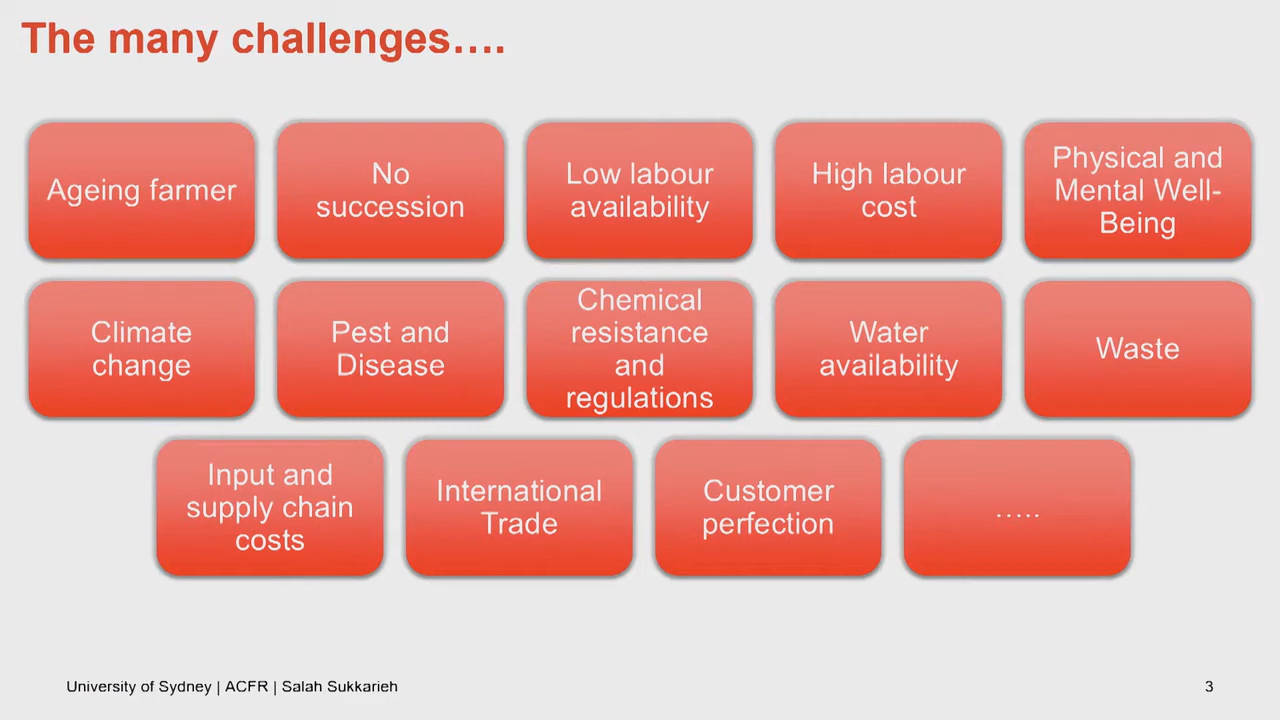 The many challenges….
Ageing farmer
No
succession
Low labour
availability
High labour
cost
Physical and
Mental Well-
Being
Climate
change
Pest and
Disease
Chemical
resistance
and
regulations
Water
availability
Waste
Input and
supply chain
costs
International
Trade
Customer
perfection
…..
University of Sydney | ACFR | Salah Sukkarieh
3